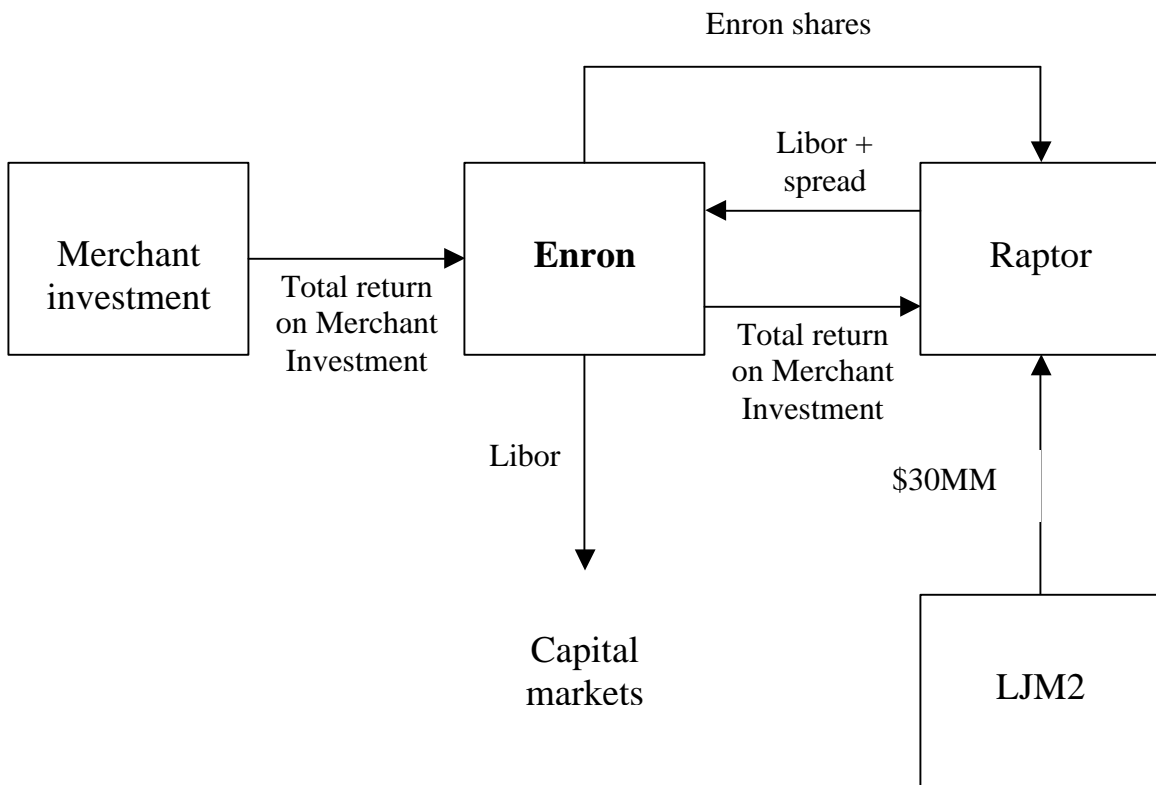 Enron shares
Libor +
spread
Merchant
investment
Enron
Raptor
Total return
on Merchant
Investment
Total return
on Merchant
Investment
Libor
$30MM
Capital
markets
LJM2